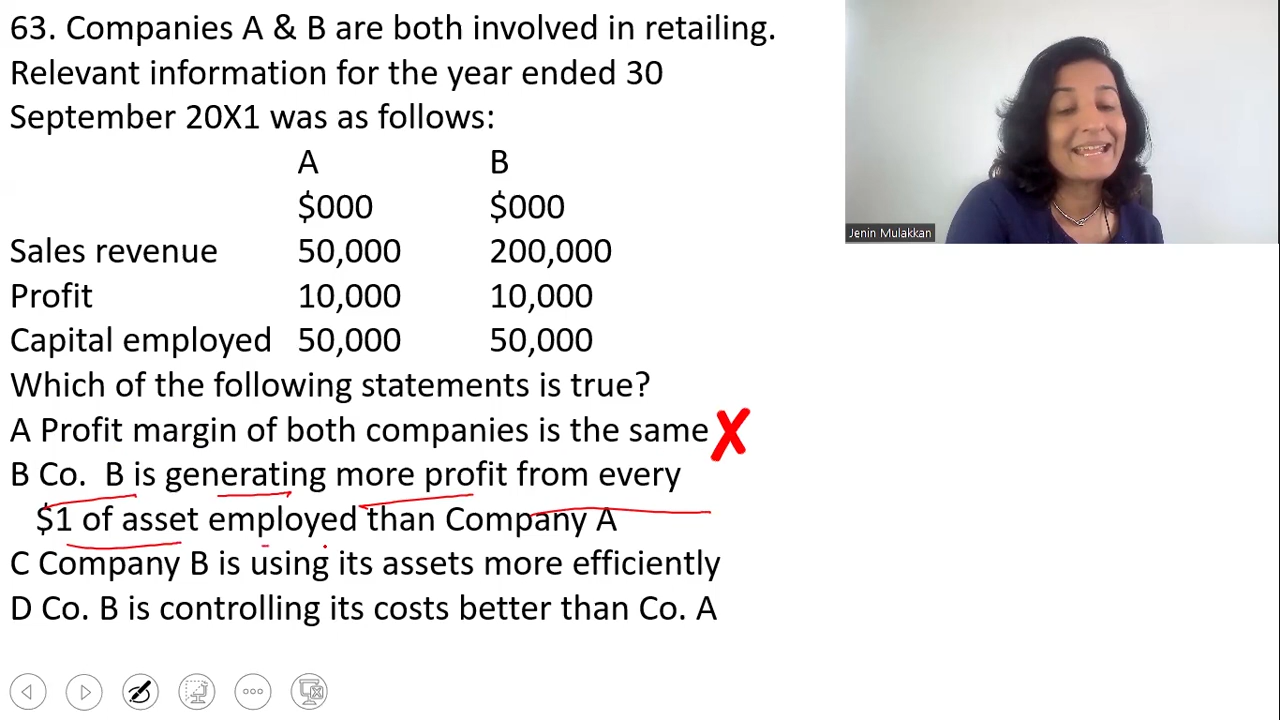 63. Companies A & B are both involved in retailing.
Relevant information for the year ended 30
September 20X1 was as follows:
A B
$000 $000
Sales revenue 50,000 200,000
Profit 10,000 10,000
Capital employed 50,000 50,000
Which of the following statements is true?
A Profit margin of both companies is the same
B Co. B is generating more profit from every
$1 of asset employed than Company A
C Company B is using its assets more efficiently
D Co. B is controlling its costs better than Co. A
Jenin Mulakkan